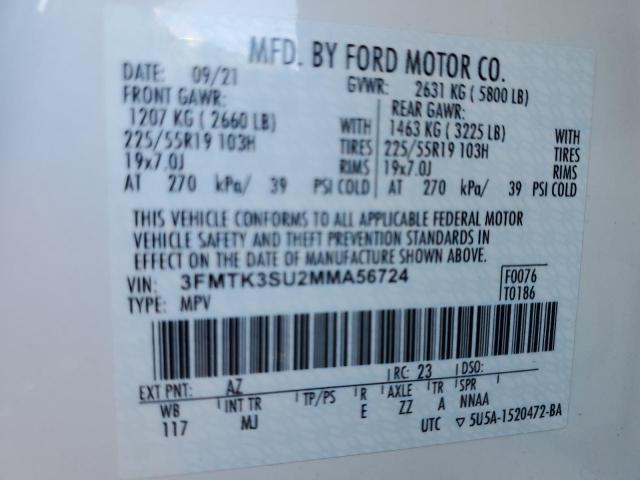 MFD. BY FORD MOTOR CO.
DATE: 09/21 GVWR: 2631 KG ( 5800 LB)
FRONT GAWR: REAR GAWR:
1207 KG ( 2660 LB) WITH 1463 KG ( 3225 LB) WITH
225/55R19 103H TIRES 225/55R19 103H TIRES
19x7.0J RIMS 19x7.0J RIMS
AT 270 kPa/ 39 PSI COLD AT 270 kPa/ 39 PSI COLD
THIS VEHICLE CONFORMS TO ALL APPLICABLE FEDERAL MOTOR
VEHICLE SAFETY AND THEFT PREVENTION STANDARDS IN
EFFECT ON THE DATE OF MANUFACTURE SHOWN ABOVE.
VIN: 3FMTK3SU2MMA56724 F0076
TYPE: MPV T0186
EXT PNT: AZ RC: 23 DSO:
WB INT TR TP/PS R AXLE TR SPR
117 MJ E ZZ A NNAA
UTC ▽ 5U5A-1520472-BA